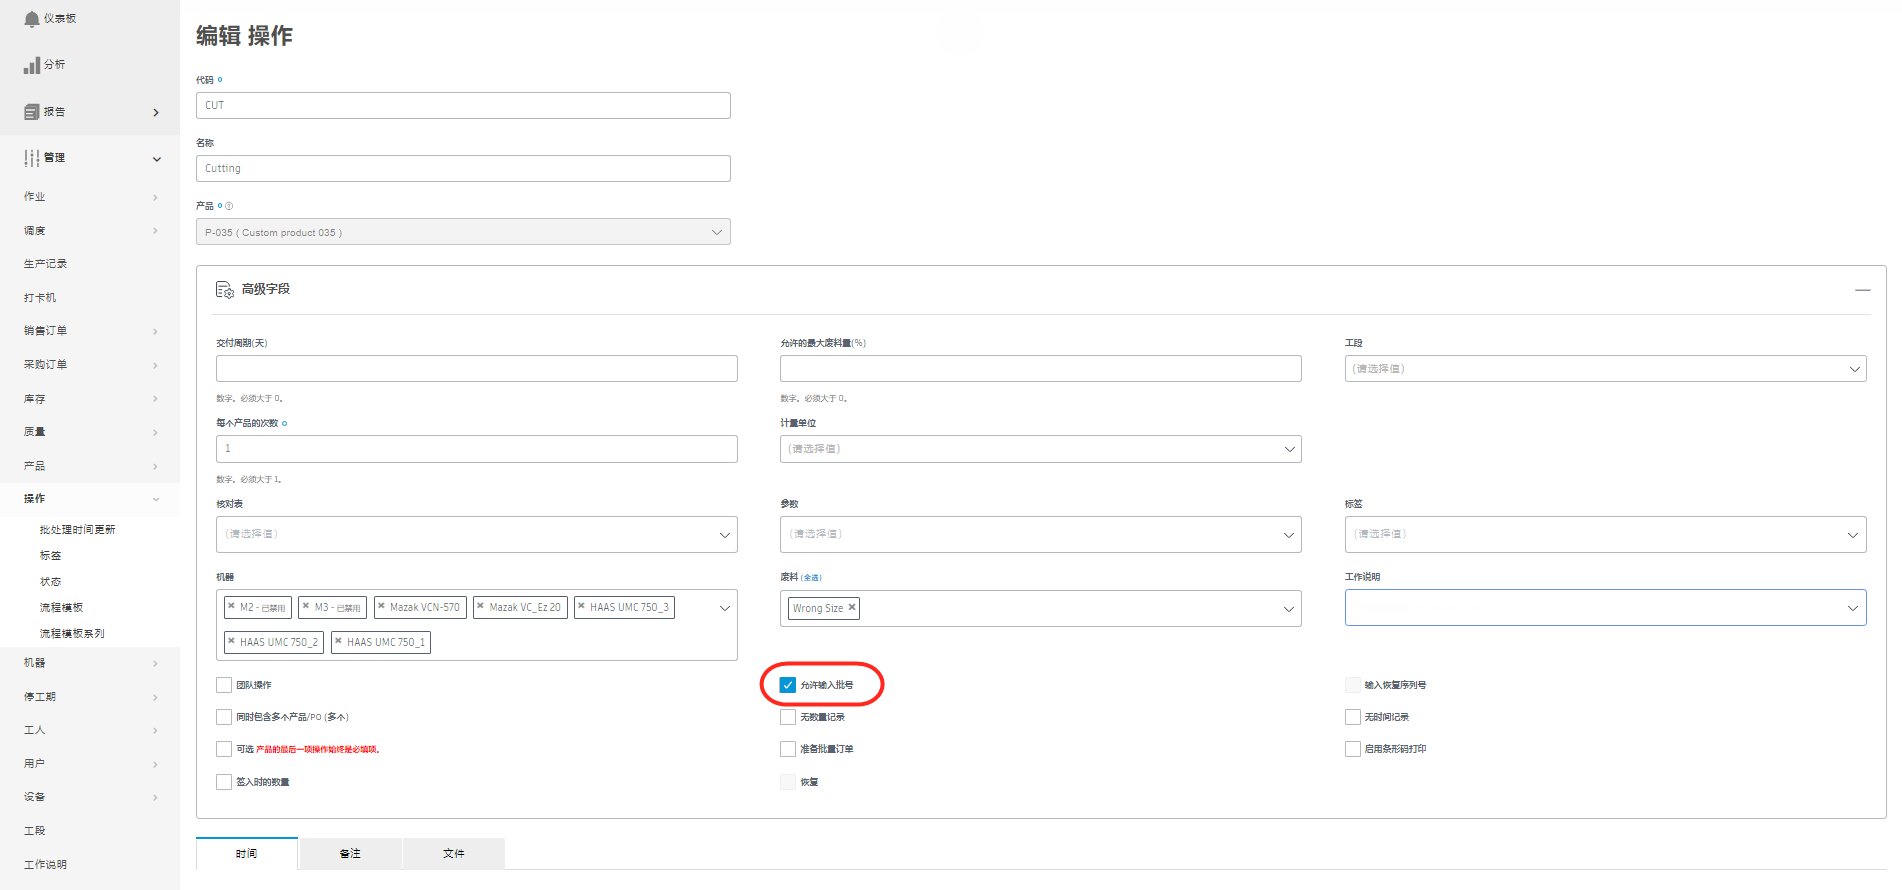 仪表板
分析
报告
管理
作业
调度
生产记录
打卡机
销售订单
采购订单
库存
质量
产品
操作
批处理时间更新
标签
状态
流程模板
流程模板系列
机器
停工期
工人
用户
设备
工段
工作说明
编辑 操作
代码
CUT
名称
Cutting
产品
P-035 ( Custom product 035 )
高级字段
交付周期(天) 允许的最大废料量(%) 工段
(请选择值)
数字。必须大于 0。 数字。必须大于 0。
每个产品的次数 计量单位
1 (请选择值)
数字。必须大于 1。
核对表 参数 标签
(请选择值) (请选择值) (请选择值)
机器 废料 (全选) 工作说明
× M2 - 已禁用 × M3 - 已禁用 × Mazak VCN-570 × Mazak VC_Ez 20 × HAAS UMC 750_3
Wrong Size ×
× HAAS UMC 750_2 × HAAS UMC 750_1
团队操作 允许输入批号 输入恢复序列号
同时包含多个产品/PO (多个) 无数量记录 无时间记录
可选 产品的最后一项操作始终是必填项。 准备批量订单 启用条形码打印
签入时的数量 恢复
时间 备注 文件